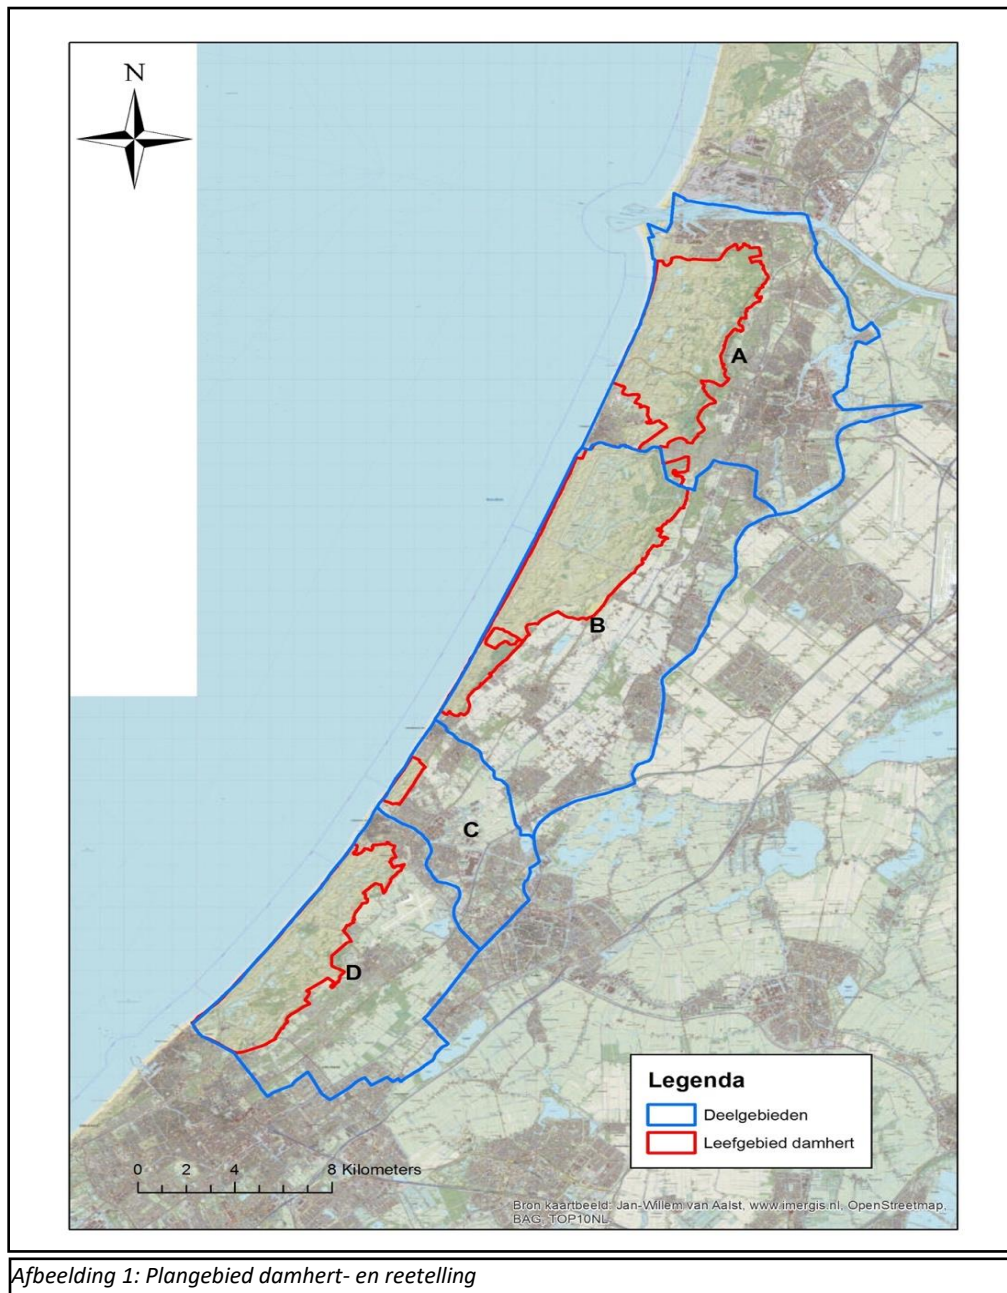 N
A
B
C
D
Legenda
Deelgebieden
Leefgebied damhert
0 2 4 8 Kilometers
Bron kaartbeeld: Jan-Willem van Aalst, www.imergis.nl, OpenStreetmap,
BAG, TOP10NL
Afbeelding 1: Plangebied damhert- en reetelling